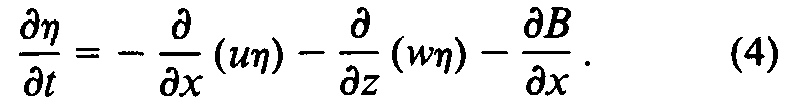 ∂η/∂t = − ∂/∂x (uη) − ∂/∂z (wη) − ∂B/∂x . (4)